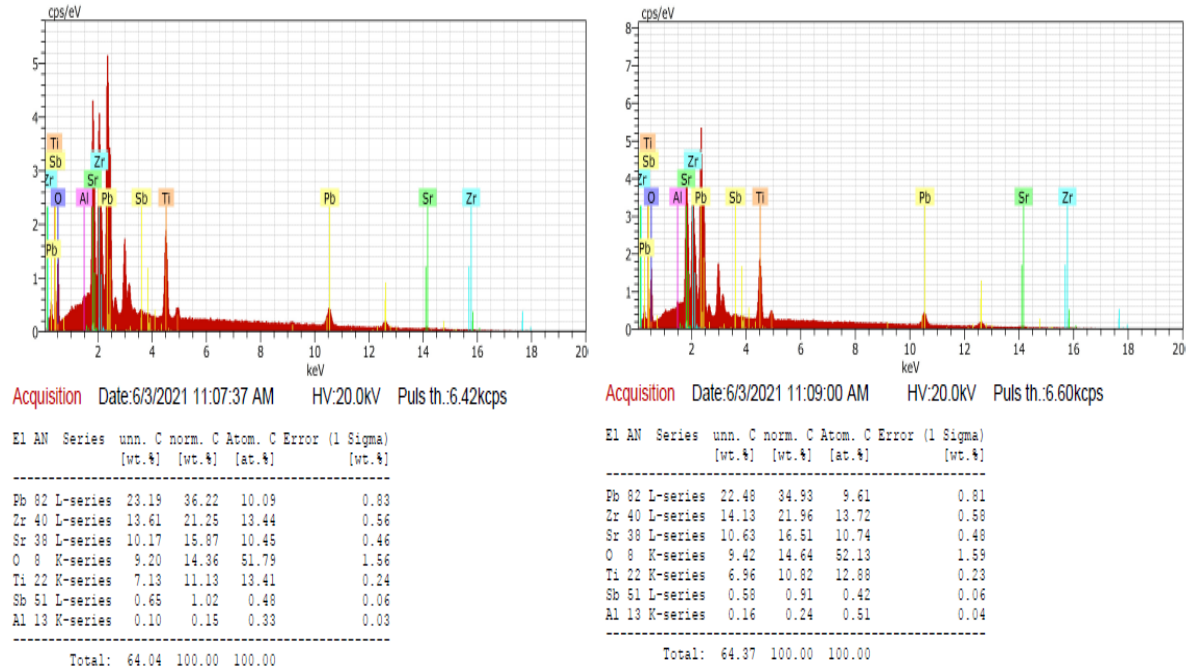 cps/eV
5
4
3
2
1
0
Ti
Sb
Zr
O
Pb
Al
Sr
Zr
Pb
Sb
Ti
Pb
Sr
Zr
2 4 6 8 10 12 14 16 18 20
keV
Acquisition Date:6/3/2021 11:07:37 AM HV:20.0kV Puls th.:6.42kcps
El AN Series unn. C norm. C Atom. C Error (1 Sigma)
[wt.%] [wt.%] [at.%] [wt.%]
Pb 82 L-series 23.19 36.22 10.09 0.83
Zr 40 L-series 13.61 21.25 13.44 0.56
Sr 38 L-series 10.17 15.87 10.45 0.46
O 8 K-series 9.20 14.36 51.79 1.56
Ti 22 K-series 7.13 11.13 13.41 0.24
Sb 51 L-series 0.65 1.02 0.48 0.06
Al 13 K-series 0.10 0.15 0.33 0.03
Total: 64.04 100.00 100.00
cps/eV
8
7
6
5
4
3
2
1
0
Ti
Sb
Zr
O
Pb
Al
Sr
Zr
Pb
Sb
Ti
Pb
Sr
Zr
2 4 6 8 10 12 14 16 18 20
keV
Acquisition Date:6/3/2021 11:09:00 AM HV:20.0kV Puls th.:6.60kcps
El AN Series unn. C norm. C Atom. C Error (1 Sigma)
[wt.%] [wt.%] [at.%] [wt.%]
Pb 82 L-series 22.48 34.93 9.61 0.81
Zr 40 L-series 14.13 21.96 13.72 0.58
Sr 38 L-series 10.63 16.51 10.74 0.48
O 8 K-series 9.42 14.64 52.13 1.59
Ti 22 K-series 6.96 10.82 12.88 0.23
Sb 51 L-series 0.58 0.91 0.42 0.06
Al 13 K-series 0.16 0.24 0.51 0.04
Total: 64.37 100.00 100.00